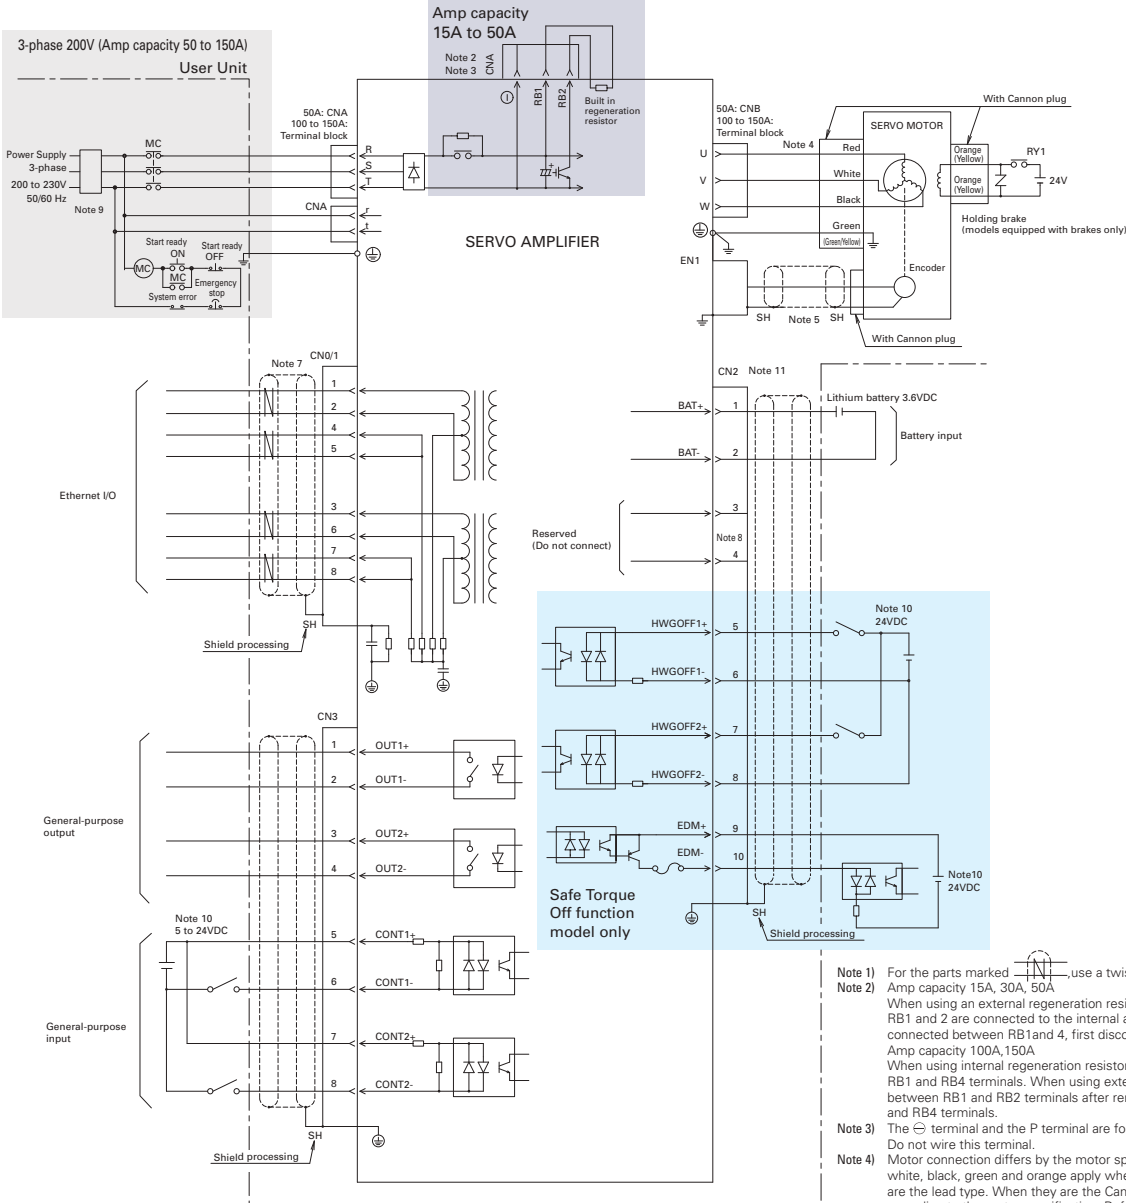 Amp capacity
15A to 50A
Note 2
Note 3
CNA
RB1
RB2
Built in
regeneration
resistor
3-phase 200V (Amp capacity 50 to 150A)
User Unit
50A: CNA
100 to 150A:
Terminal block
MC
Power Supply
3-phase
200 to 230V
50/60 Hz
Note 9
R
S
T
CNA
r
t
Start ready
ON
Start ready
OFF
MC
MC
System error
Emergency
stop
SERVO AMPLIFIER
50A: CNB
100 to 150A:
Terminal block
With Cannon plug
Note 4
SERVO MOTOR
U
V
W
Red
White
Black
Green
(Green/Yellow)
Orange
(Yellow)
Orange
(Yellow)
RY1
24V
Holding brake
(models equipped with brakes only)
EN1
Encoder
SH
Note 5
SH
With Cannon plug
Note 7
CN0/1
1
2
4
5
3
6
7
8
Ethernet I/O
SH
Shield processing
CN2
Note 11
BAT+
1
Lithium battery 3.6VDC
Battery input
BAT-
2
Reserved
(Do not connect)
3
Note 8
4
HWGOFF1+
5
Note 10
24VDC
HWGOFF1-
6
HWGOFF2+
7
HWGOFF2-
8
EDM+
9
EDM-
10
Note10
24VDC
Safe Torque
Off function
model only
SH
Shield processing
CN3
General-purpose
output
1
OUT1+
2
OUT1-
3
OUT2+
4
OUT2-
Note 10
5 to 24VDC
General-purpose
input
5
CONT1+
6
CONT1-
7
CONT2+
8
CONT2-
SH
Shield processing
Note 1) For the parts marked ,use a twis
Note 2) Amp capacity 15A, 30A, 50A
When using an external regeneration resi
RB1 and 2 are connected to the internal a
connected between RB1and 4, first disco
Amp capacity 100A,150A
When using internal regeneration resistor
RB1 and RB4 terminals. When using exte
between RB1 and RB2 terminals after re
and RB4 terminals.
Note 3) The ⊖ terminal and the P terminal are fo
Do not wire this terminal.
Note 4) Motor connection differs by the motor sp
white, black, green and orange apply whe
are the lead type. When they are the Can